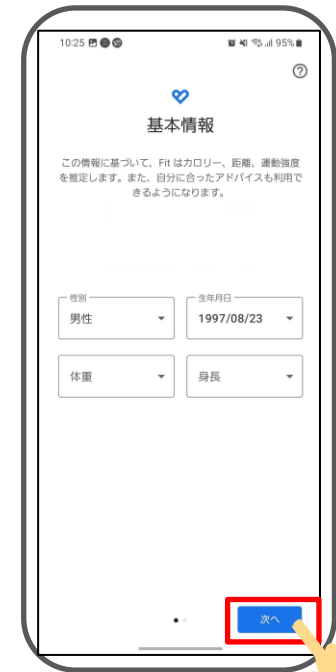 10:25 95%
基本情報
この情報に基づいて、Fit はカロリー、距離、運動強度
を推定します。また、自分に合ったアドバイスも利用で
きるようになります。
性別 生年月日
男性 1997/08/23
体重 身長
次へ